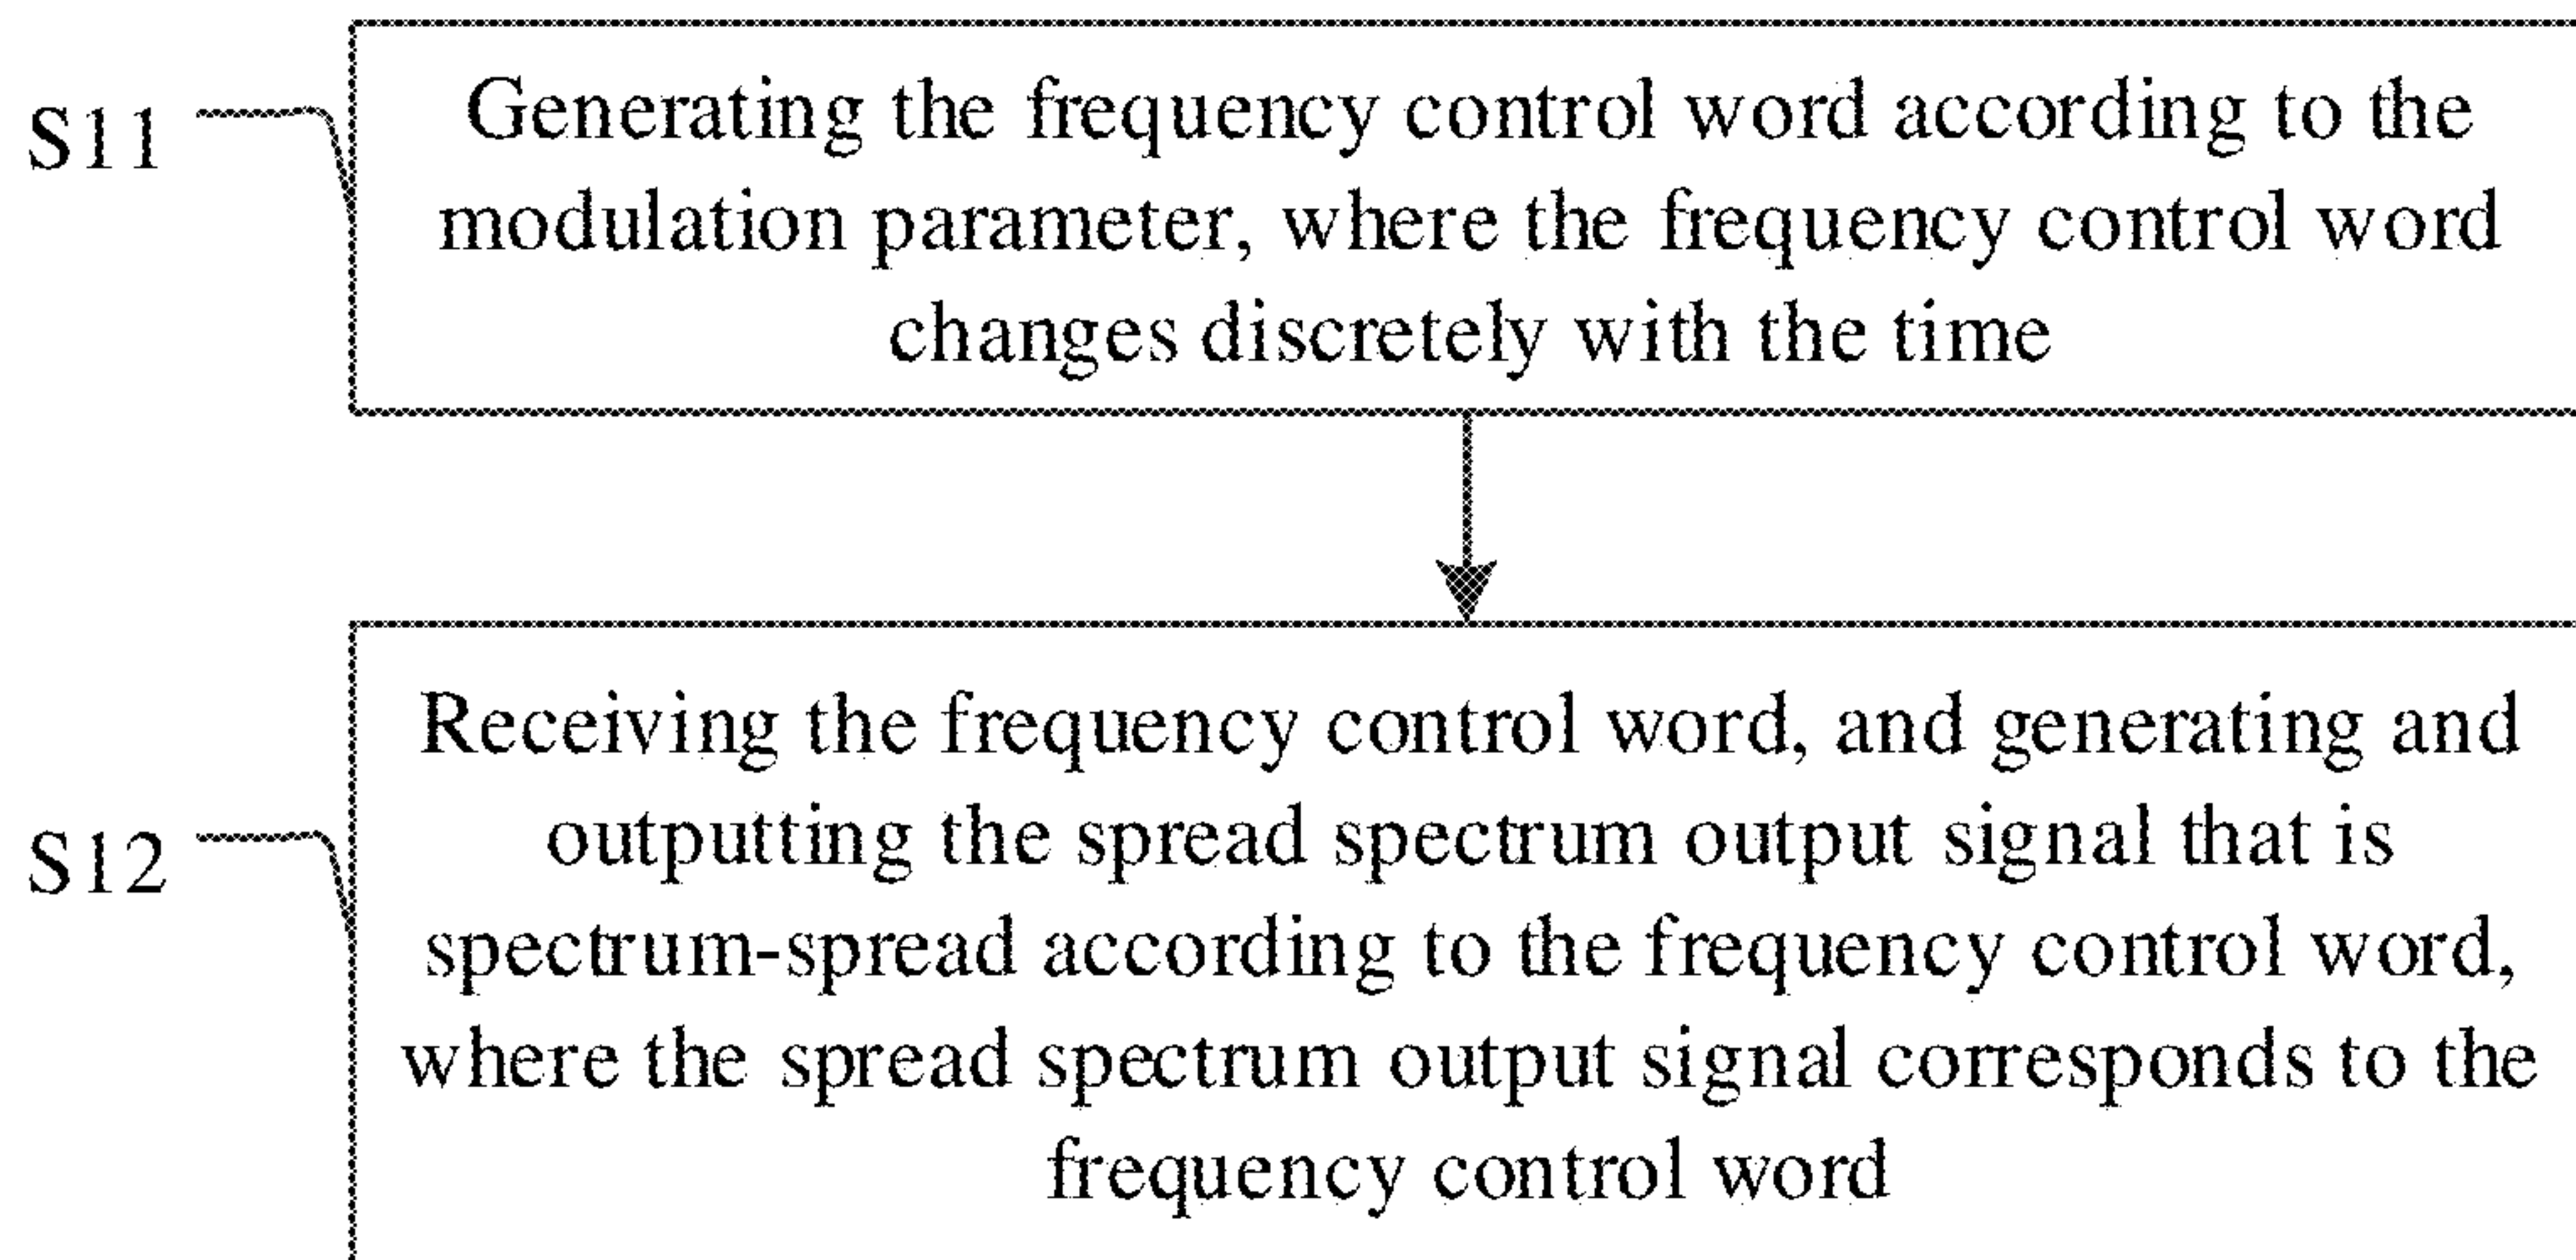 S11
Generating the frequency control word according to the
modulation parameter, where the frequency control word
changes discretely with the time
Receiving the frequency control word, and generating and
outputting the spread spectrum output signal that is
S12
spectrum-spread according to the frequency control word,
where the spread spectrum output signal corresponds to the
frequency control word